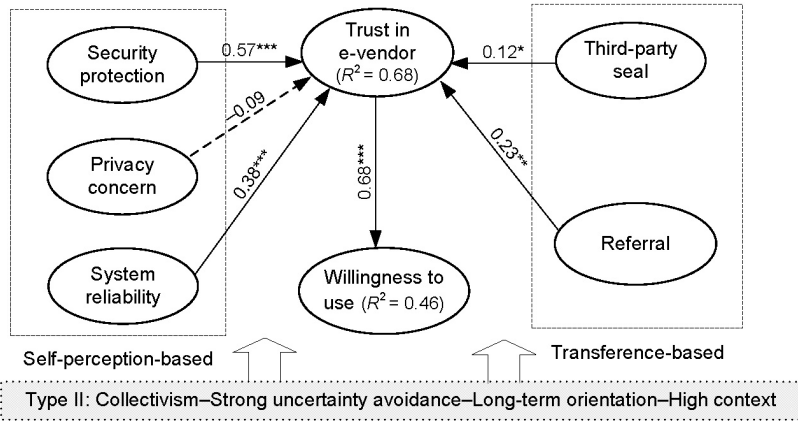 Security
protection
0.57***
Trust in
e-vendor
(R² = 0.68)
0.12*
Third-party
seal
–0.09
Privacy
concern
0.38***
0.68***
0.23**
Referral
System
reliability
Willingness to
use (R² = 0.46)
Self-perception-based
Transference-based
Type II: Collectivism–Strong uncertainty avoidance–Long-term orientation–High context